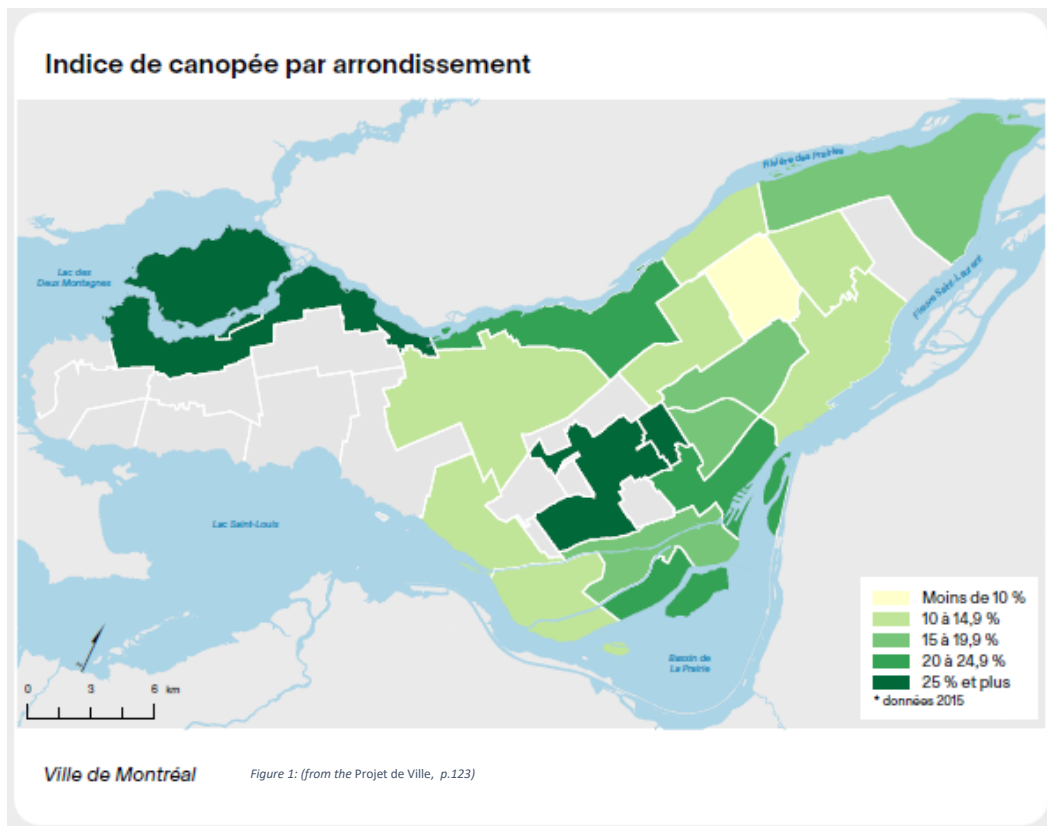 Indice de canopée par arrondissement
Rivière des Prairies
Lac des
Deux Montagnes
Fleuve Saint-Laurent
Lac Saint-Louis
Bassin de
La Prairie
Moins de 10 %
10 à 14,9 %
15 à 19,9 %
20 à 24,9 %
25 % et plus
* données 2015
0 3 6 km
Ville de Montréal
Figure 1: (from the Projet de Ville, p.123)